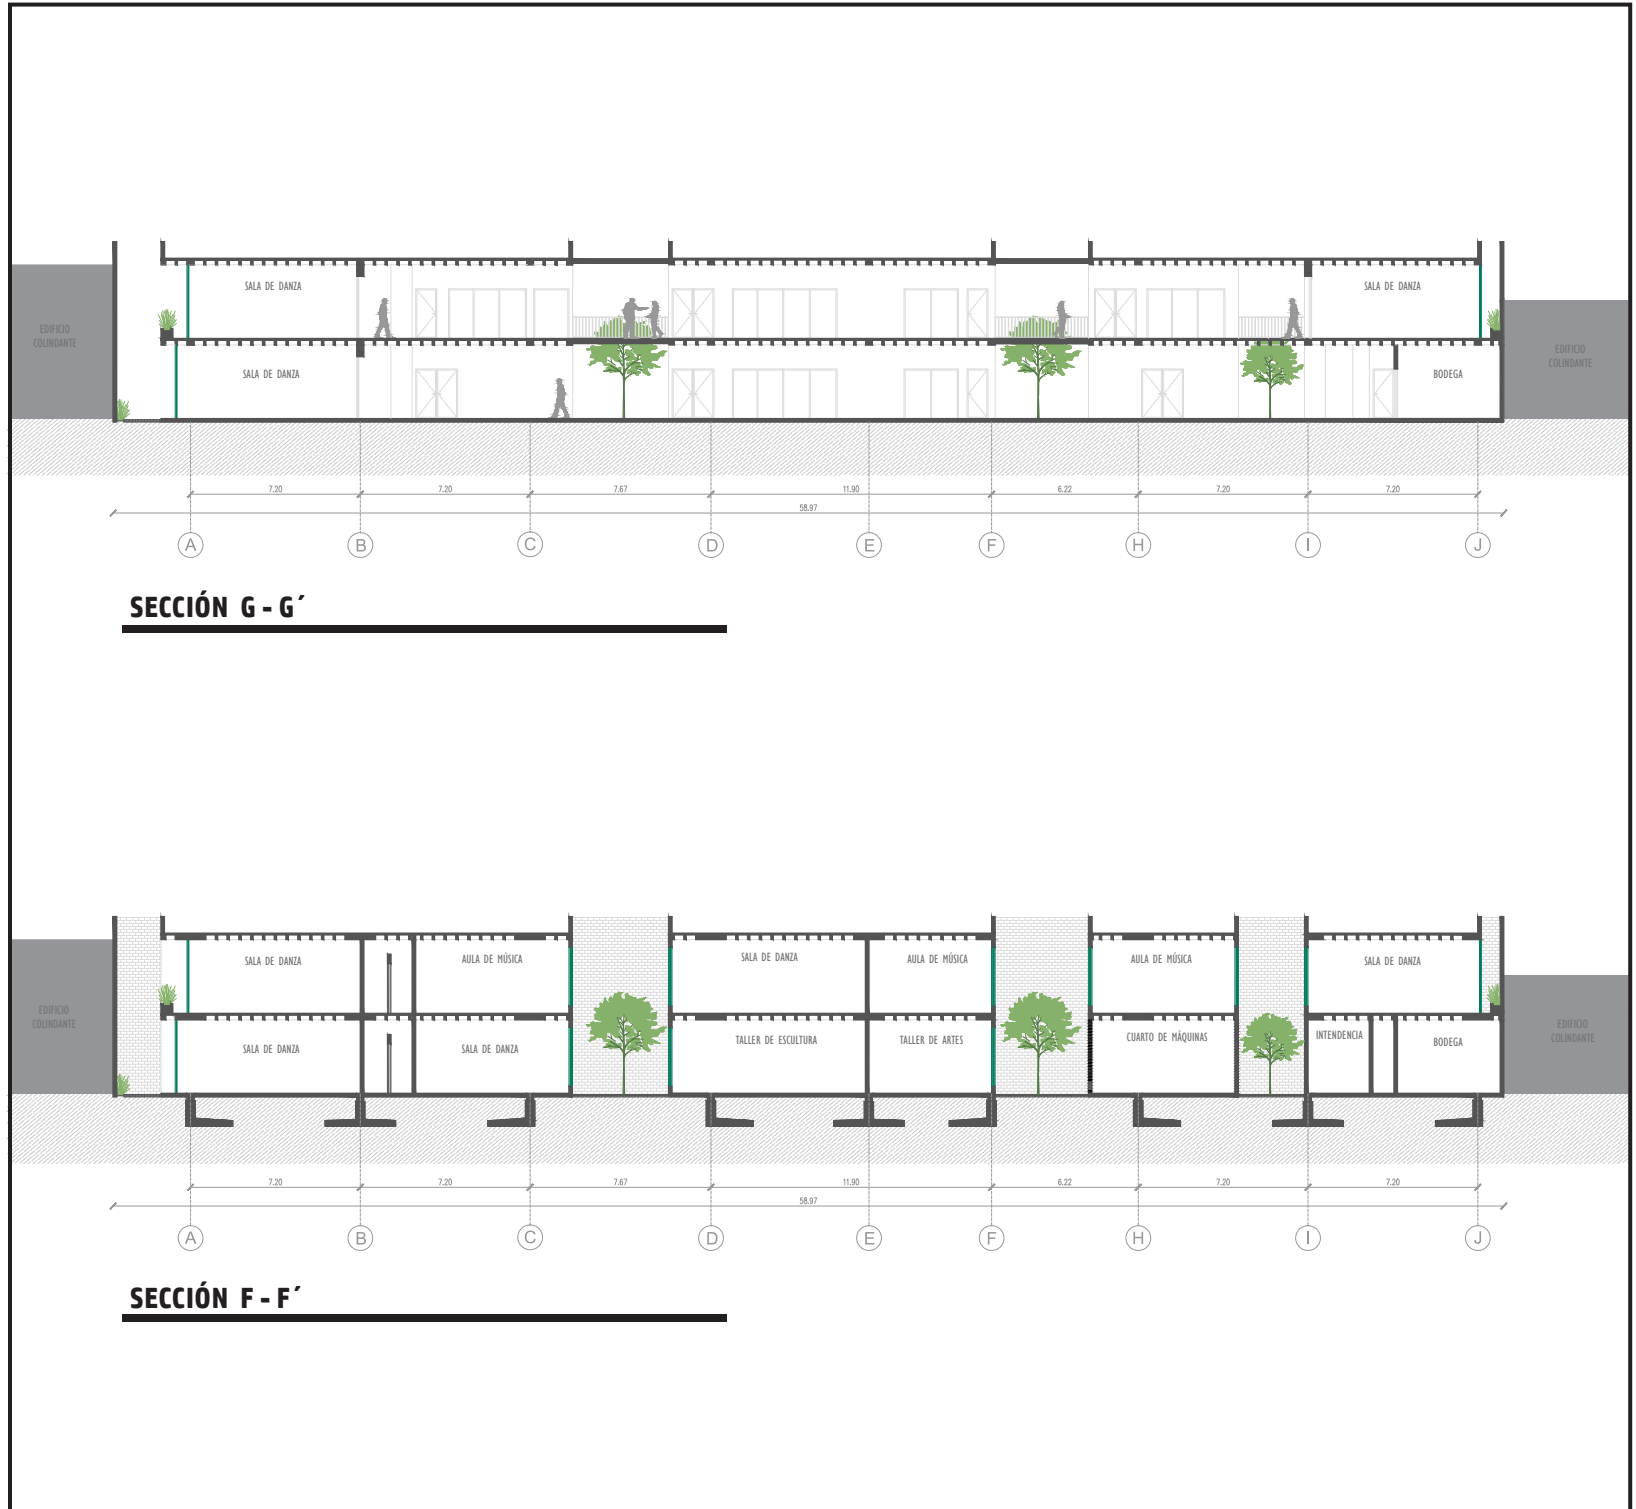 SALA DE DANZA
SALA DE DANZA
EDIFICIO
COLINDANTE
EDIFICIO
COLINDANTE
SALA DE DANZA
BODEGA
7.20
7.20
7.67
11.90
6.22
7.20
7.20
58.97
A
B
C
D
E
F
H
I
J
SECCIÓN G - G´
SALA DE DANZA
AULA DE MÚSICA
SALA DE DANZA
AULA DE MÚSICA
AULA DE MÚSICA
SALA DE DANZA
EDIFICIO
COLINDANTE
EDIFICIO
COLINDANTE
SALA DE DANZA
SALA DE DANZA
TALLER DE ESCULTURA
TALLER DE ARTES
CUARTO DE MÁQUINAS
INTENDENCIA
BODEGA
7.20
7.20
7.67
11.90
6.22
7.20
7.20
58.97
A
B
C
D
E
F
H
I
J
SECCIÓN F - F´